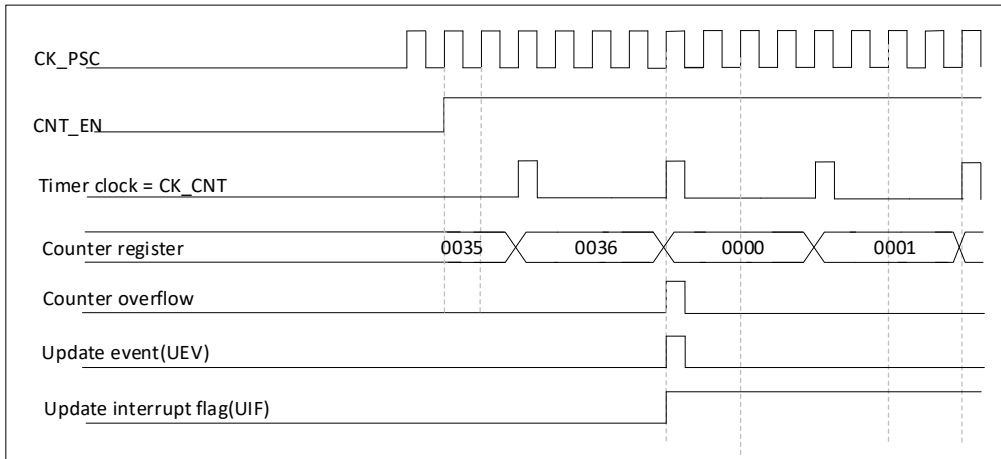 CK_PSC
CNT_EN
Timer clock = CK_CNT
Counter register 0035 0036 0000 0001
Counter overflow
Update event(UEV)
Update interrupt flag(UIF)